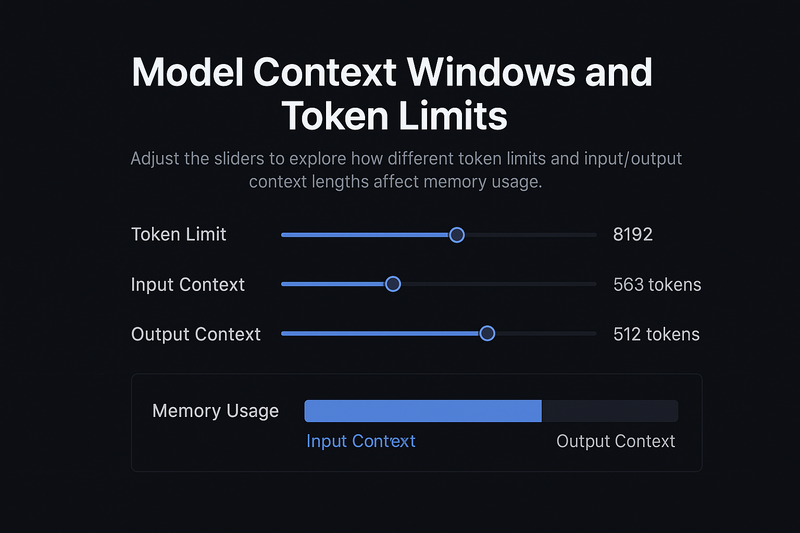 Model Context Windows and
Token Limits
Adjust the sliders to explore how different token limits and input/output
context lengths affect memory usage.
Token Limit 8192
Input Context 563 tokens
Output Context 512 tokens
Memory Usage
Input Context Output Context